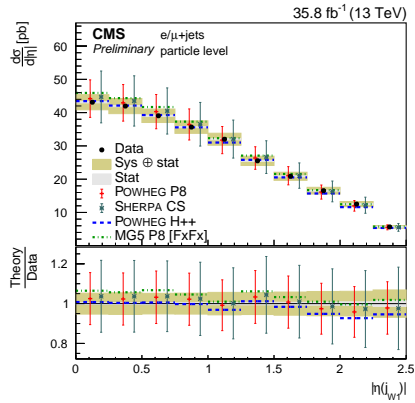 35.8 fb⁻¹ (13 TeV)
dσ/d|η| [pb]
CMS
e/μ+jets
Preliminary
particle level
60
50
40
30
20
10
Data
Sys ⊕ stat
Stat
POWHEG P8
SHERPA CS
POWHEG H++
MG5 P8 [FxFx]
Theory
Data
1.2
1
0.8
0 0.5 1 1.5 2 2.5
|η(j_W1)|